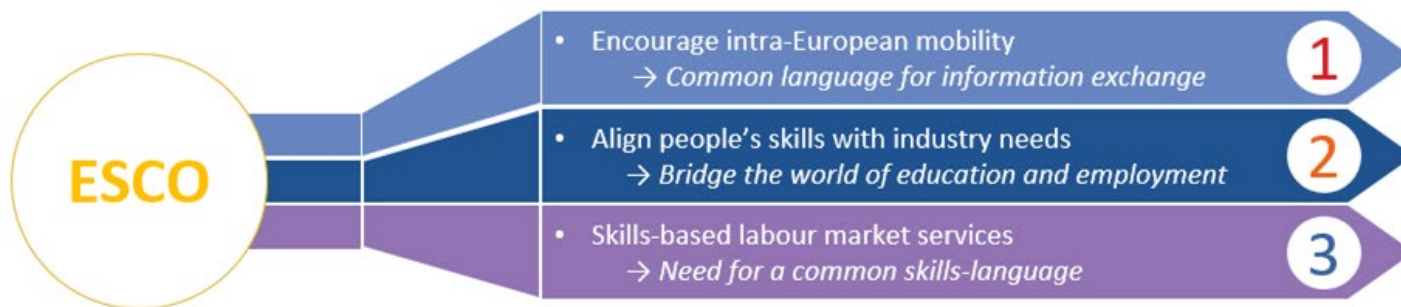 ESCO
• Encourage intra-European mobility
→ Common language for information exchange
1
• Align people’s skills with industry needs
→ Bridge the world of education and employment
2
• Skills-based labour market services
→ Need for a common skills-language
3